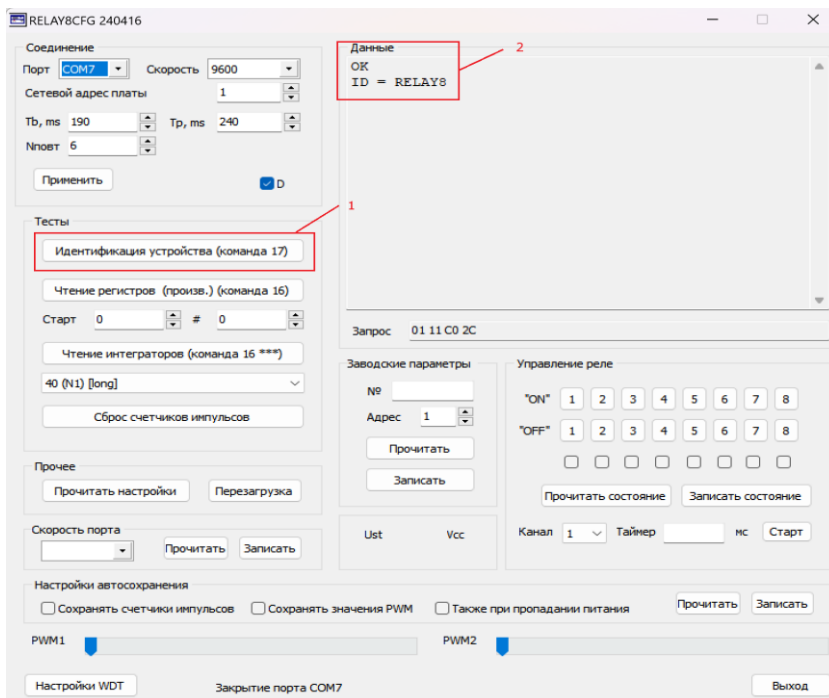 RELAY8CFG 240416
Соединение
Порт COM7 Скорость 9600
Сетевой адрес платы 1
Tb, ms 190 Tp, ms 240
Nповт 6
Применить D
Данные
2
OK
ID = RELAY8
1
Тесты
Идентификация устройства (команда 17)
Чтение регистров (произв.) (команда 16)
Старт 0 # 0
Чтение интеграторов (команда 16 ***)
40 (N1) [long]
Сброс счетчиков импульсов
Запрос 01 11 C0 2C
Заводские параметры
№
Адрес 1
Прочитать
Записать
Управление реле
"ON" 1 2 3 4 5 6 7 8
"OFF" 1 2 3 4 5 6 7 8
Прочитать состояние Записать состояние
Канал 1 Таймер мс Старт
Прочее
Прочитать настройки Перезагрузка
Скорость порта
Прочитать Записать
Ust Vcc
Настройки автосохранения
Сохранять счетчики импульсов Сохранять значения PWM Также при пропадании питания Прочитать Записать
PWM1 PWM2
Настройки WDT Закрытие порта COM7 Выход